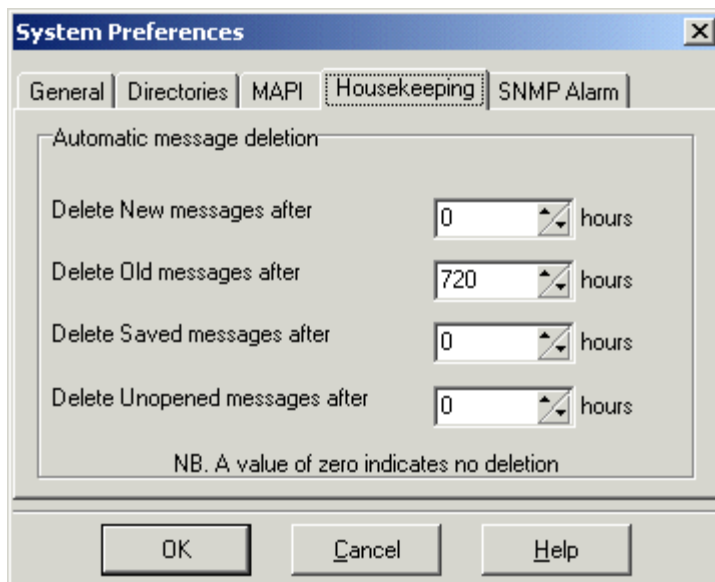 System Preferences
General Directories MAPI Housekeeping SNMP Alarm
Automatic message deletion
Delete New messages after 0 hours
Delete Old messages after 720 hours
Delete Saved messages after 0 hours
Delete Unopened messages after 0 hours
NB. A value of zero indicates no deletion
OK Cancel Help